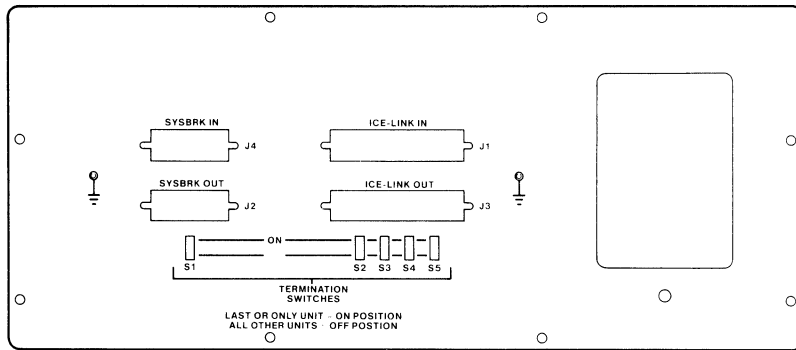 SYSBRK IN
ICE-LINK IN
J4
J1
SYSBRK OUT
ICE-LINK OUT
J2
J3
ON
S1
S2
S3
S4
S5
TERMINATION
SWITCHES
LAST OR ONLY UNIT - ON POSITION
ALL OTHER UNITS - OFF POSTION